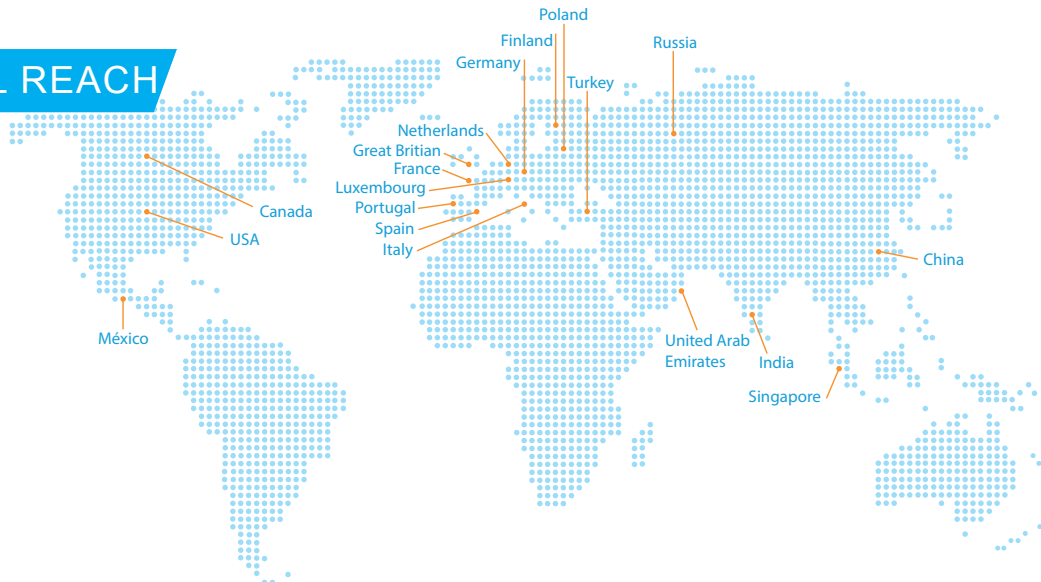 L REACH
Poland
Finland
Russia
Germany
Turkey
Netherlands
Great Britian
France
Luxembourg
Portugal
Spain
Italy
Canada
USA
China
México
United Arab
Emirates
India
Singapore